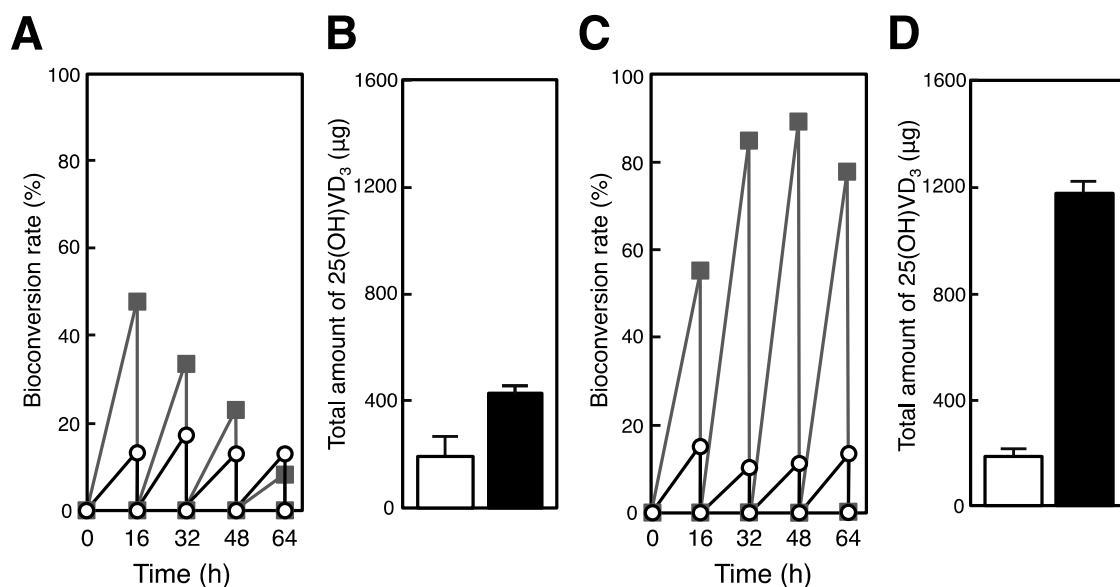 A
Bioconversion rate (%)
100
80
60
40
20
0
0 16 32 48 64
Time (h)
B
Total amount of 25(OH)VD₃ (µg)
1600
1200
800
400
0
C
Bioconversion rate (%)
100
80
60
40
20
0
0 16 32 48 64
Time (h)
D
Total amount of 25(OH)VD₃ (µg)
1600
1200
800
400
0